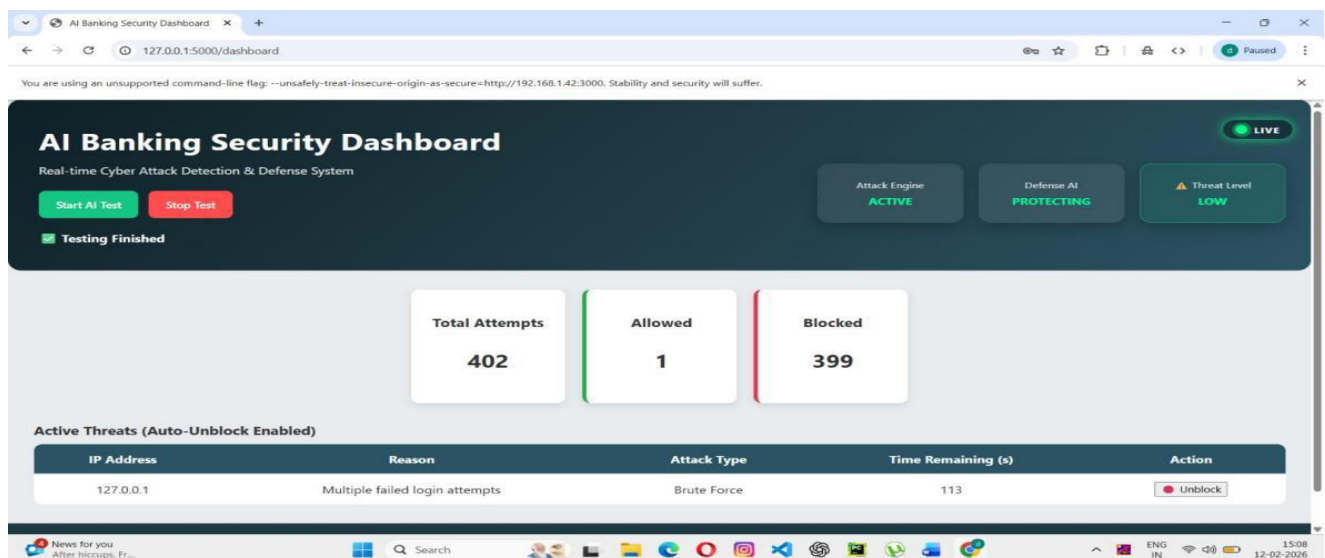 AI Banking Security Dashboard
127.0.0.1:5000/dashboard
Paused
You are using an unsupported command-line flag: --unsafely-treat-insecure-origin-as-secure=http://192.168.1.42:3000. Stability and security will suffer.
AI Banking Security Dashboard
LIVE
Real-time Cyber Attack Detection & Defense System
Start AI Test Stop Test
Testing Finished
Attack Engine
ACTIVE
Defense AI
PROTECTING
Threat Level
LOW
Total Attempts
402
Allowed
1
Blocked
399
Active Threats (Auto-Unblock Enabled)
IP Address Reason Attack Type Time Remaining (s) Action
127.0.0.1 Multiple failed login attempts Brute Force 113 Unblock
News for you
After hiccups, Fr...
Search
ENG
IN
15:08
12-02-2026